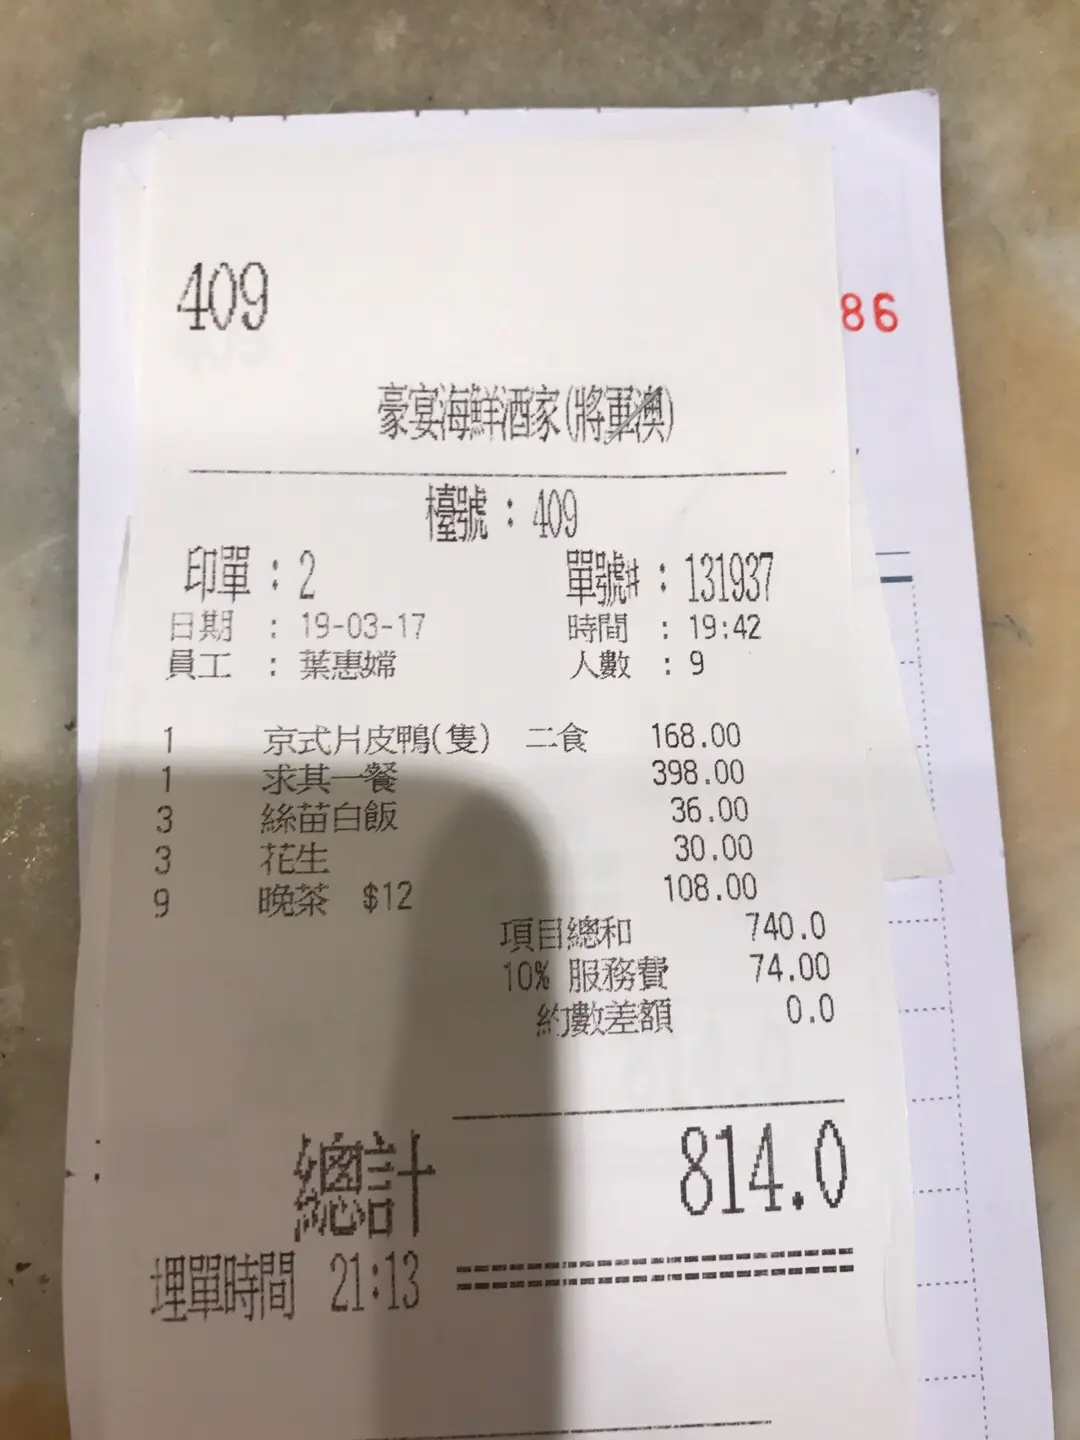 409
86
豪宴海鮮酒家(將軍澳)
檯號 : 409
印單 : 2 單號# : 131937
日期 : 19-03-17 時間 : 19:42
員工 : 葉惠嫦 人數 : 9
1 京式片皮鴨(隻) 二食 168.00
1 求其一餐 398.00
3 絲苗白飯 36.00
3 花生 30.00
9 晚茶 $12 108.00
項目總和 740.0
10% 服務費 74.00
約數差額 0.0
總計 814.0
埋單時間 21:13